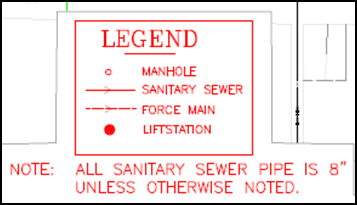 LEGEND
MANHOLE
SANITARY SEWER
FORCE MAIN
LIFTSTATION
NOTE: ALL SANITARY SEWER PIPE IS 8"
UNLESS OTHERWISE NOTED.